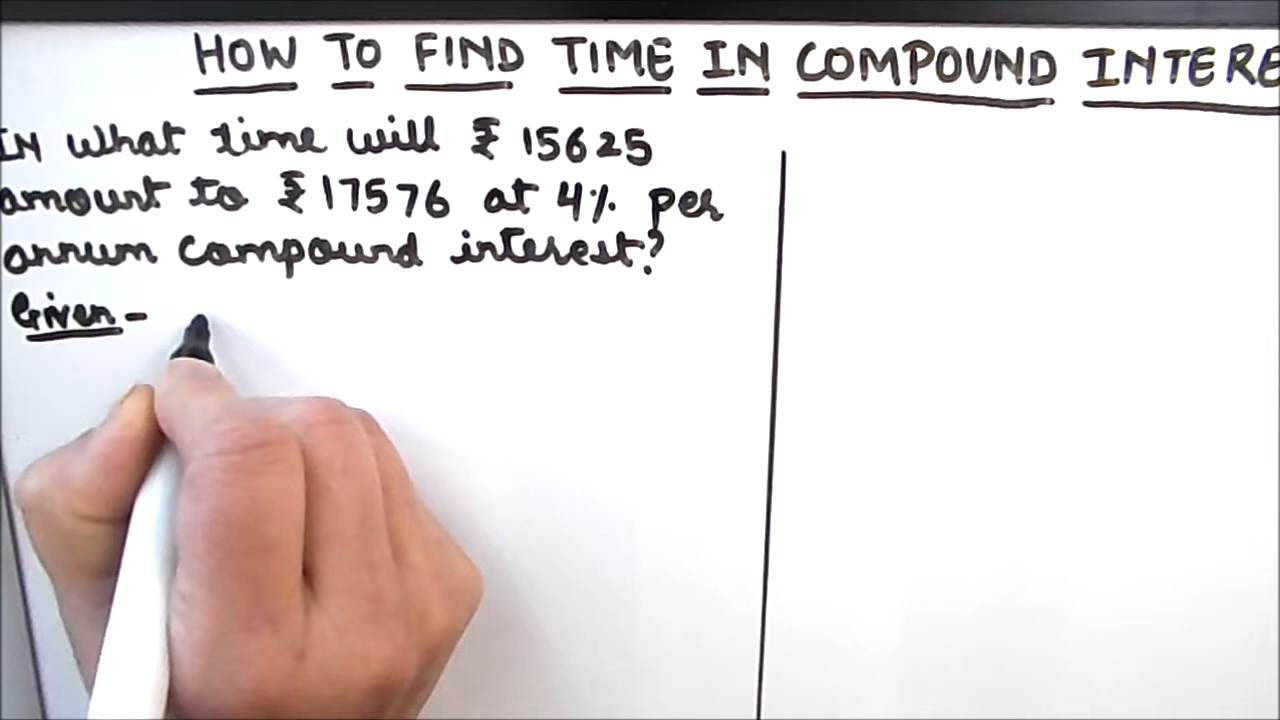 HOW TO FIND TIME IN COMPOUND INTERE
IN what time will ₹ 15625
amount to ₹ 17576 at 4% per
annum compound interest?
Given -